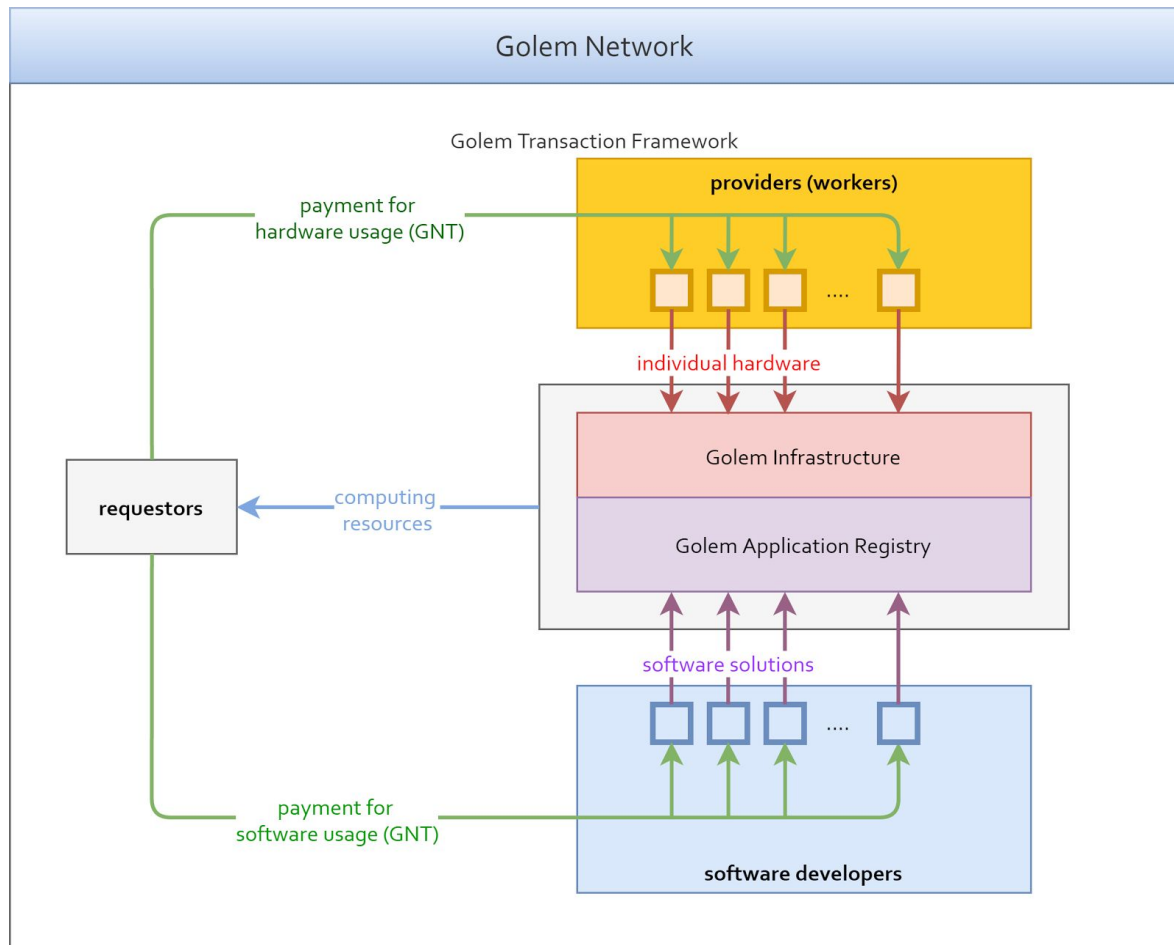 Golem Network
Golem Transaction Framework
providers (workers)
payment for
hardware usage (GNT)
....
individual hardware
Golem Infrastructure
requestors
computing
resources
Golem Application Registry
software solutions
....
payment for
software usage (GNT)
software developers